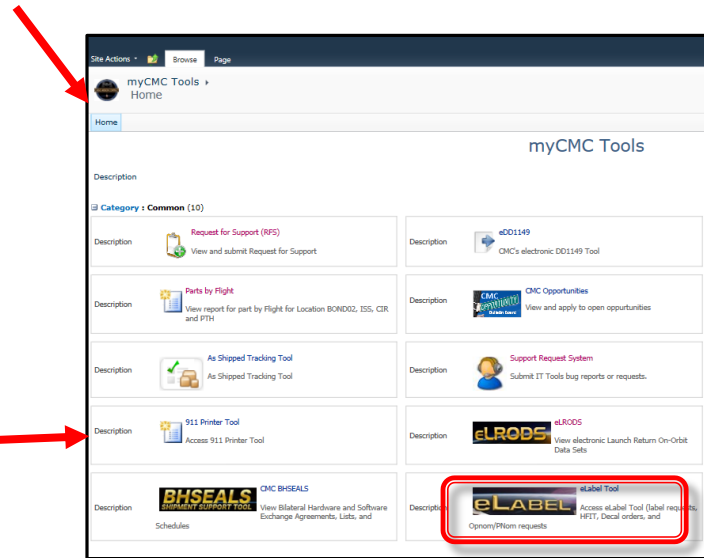 Site Actions Browse Page
myCMC Tools
Home
Home
myCMC Tools
Description
Category : Common (10)
Description
Request for Support (RFS)
View and submit Request for Support
Description
eDD1149
CMC's electronic DD1149 Tool
Description
Parts by Flight
View report for part by Flight for Location BOND02, ISS, CIR
and PTH
Description
CMC
CMC Opportunities
View and apply to open oppurtunities
Description
As Shipped Tracking Tool
As Shipped Tracking Tool
Description
Support Request System
Submit IT Tools bug reports or requests.
Description
911 Printer Tool
Access 911 Printer Tool
Description
eLRODS
eLRODS
View electronic Launch Return On-Orbit
Data Sets
Description
BHSEALS
SHIPMENT SUPPORT TOOL
CMC BHSEALS
View Bilateral Hardware and Software
Exchange Agreements, Lists, and
Schedules
Description
eLABEL
eLabel Tool
Access eLabel Tool (label requests,
HFIT, Decal orders, and
Opnom/PNom requests